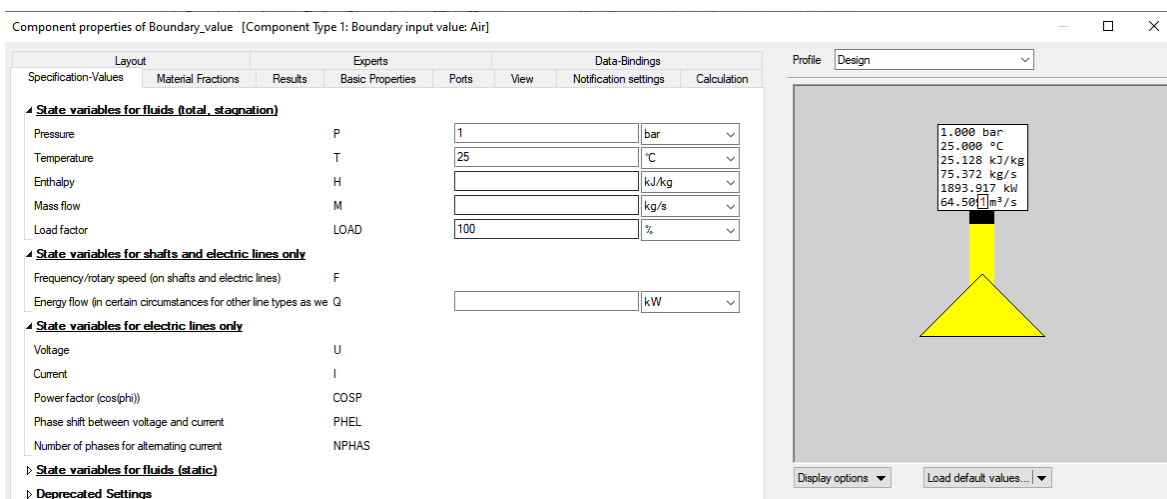 Component properties of Boundary_value [Component Type 1: Boundary input value: Air]
Layout Experts Data-Bindings
Specification-Values Material Fractions Results Basic Properties Ports View Notification settings Calculation
State variables for fluids (total, stagnation)
Pressure P 1 bar
Temperature T 25 °C
Enthalpy H kJ/kg
Mass flow M kg/s
Load factor LOAD 100 %
State variables for shafts and electric lines only
Frequency/rotary speed (on shafts and electric lines) F
Energy flow (in certain circumstances for other line types as we Q kW
State variables for electric lines only
Voltage U
Current I
Power factor (cos(phi)) COSP
Phase shift between voltage and current PHEL
Number of phases for alternating current NPHAS
State variables for fluids (static)
Deprecated Settings
Profile Design
1.000 bar
25.000 °C
25.128 kJ/kg
75.372 kg/s
1893.917 kW
m³/s
1
Display options Load default values...